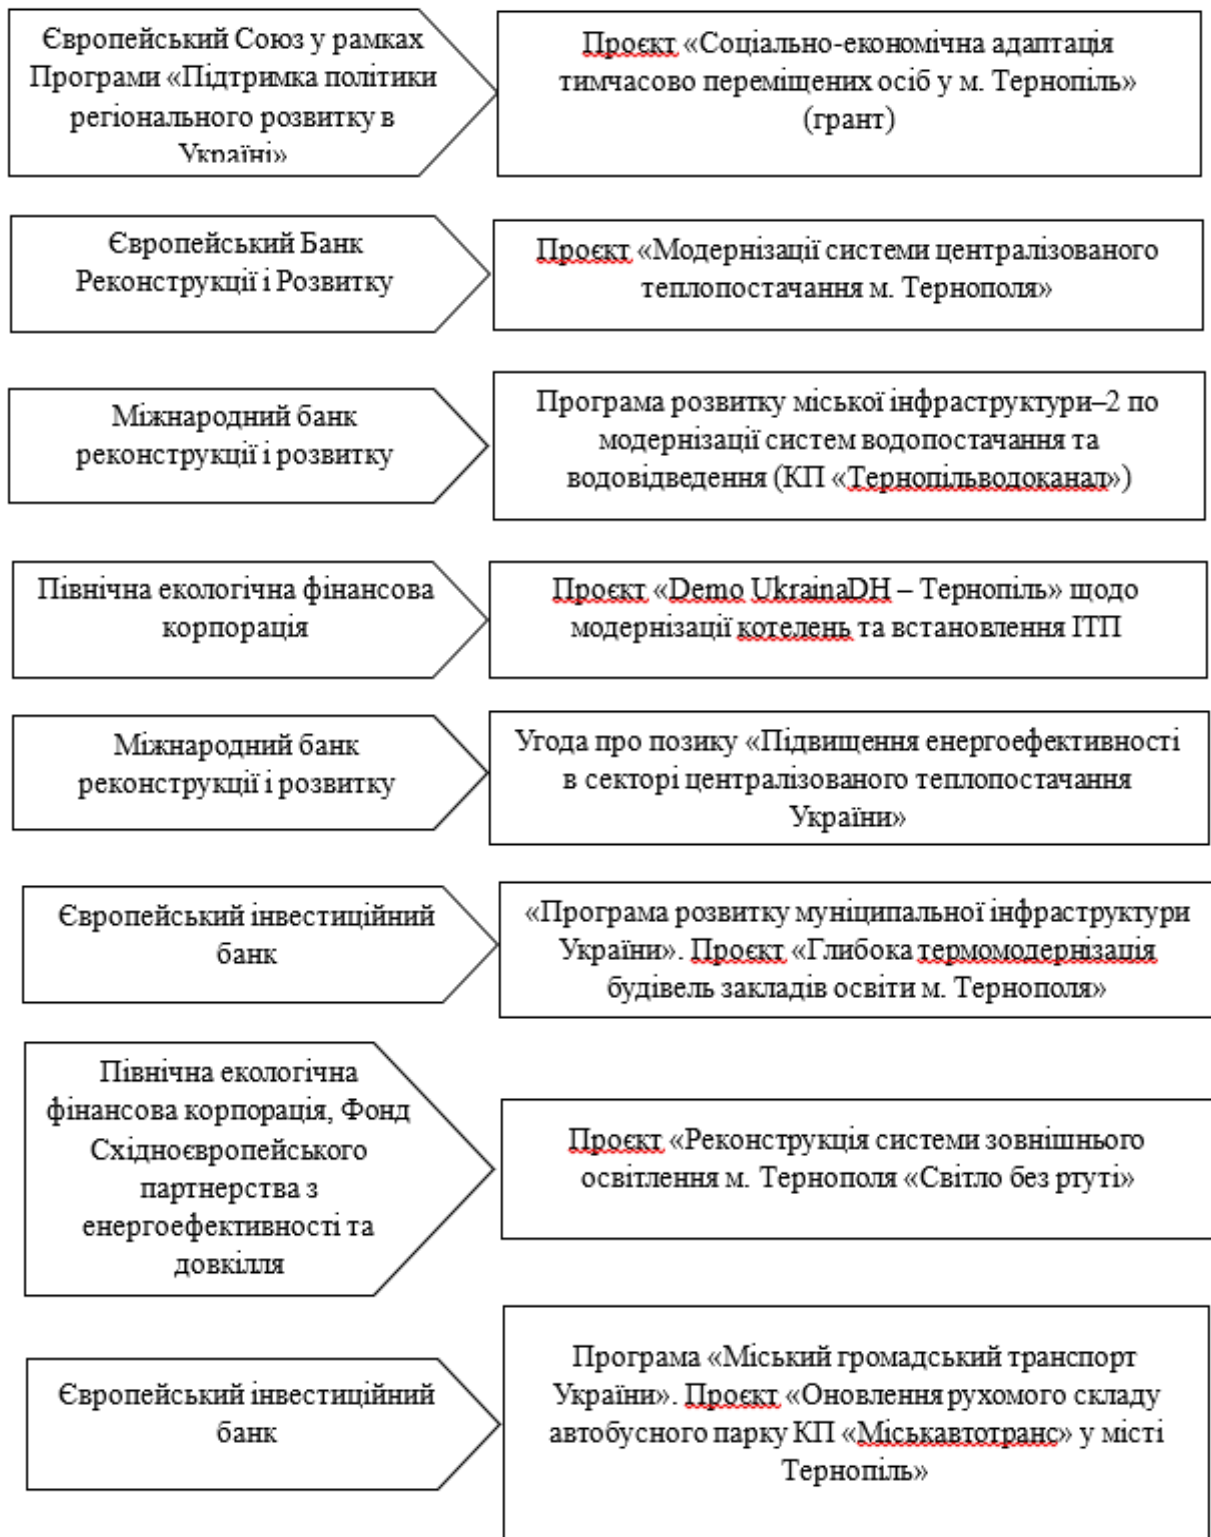 Європейський Союз у рамках
Програми «Підтримка політики
регіонального розвитку в
Україні»
Проєкт «Соціально-економічна адаптація
тимчасово переміщених осіб у м. Тернопіль»
(грант)
Європейський Банк
Реконструкції і Розвитку
Проєкт «Модернізації системи централізованого
теплопостачання м. Тернополя»
Міжнародний банк
реконструкції і розвитку
Програма розвитку міської інфраструктури–2 по
модернізації систем водопостачання та
водовідведення (КП «Тернопільводоканал»)
Північна екологічна фінансова
корпорація
Проєкт «Demo UkrainaDH – Тернопіль» щодо
модернізації котелень та встановлення ІТП
Міжнародний банк
реконструкції і розвитку
Угода про позику «Підвищення енергоефективності
в секторі централізованого теплопостачання
України»
Європейський інвестиційний
банк
«Програма розвитку муніципальної інфраструктури
України». Проєкт «Глибока термомодернізація
будівель закладів освіти м. Тернополя»
Північна екологічна
фінансова корпорація, Фонд
Східноєвропейського
партнерства з
енергоефективності та
довкілля
Проєкт «Реконструкція системи зовнішнього
освітлення м. Тернополя «Світло без ртуті»
Європейський інвестиційний
банк
Програма «Міський громадський транспорт
України». Проєкт «Оновлення рухомого складу
автобусного парку КП «Міськавтотранс» у місті
Тернопіль»